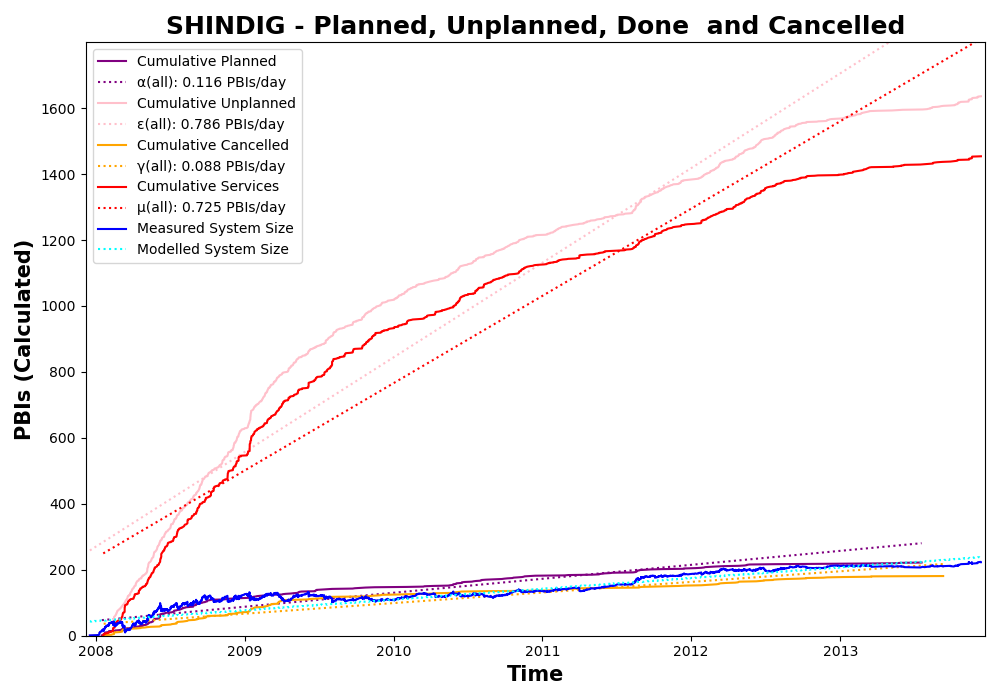 SHINDIG - Planned, Unplanned, Done  and Cancelled
Cumulative Planned
α(all): 0.116 PBIs/day
Cumulative Unplanned
ε(all): 0.786 PBIs/day
Cumulative Cancelled
γ(all): 0.088 PBIs/day
Cumulative Services
μ(all): 0.725 PBIs/day
Measured System Size
Modelled System Size
PBIs (Calculated)
1600
1400
1200
1000
800
600
400
200
0
2008 2009 2010 2011 2012 2013
Time